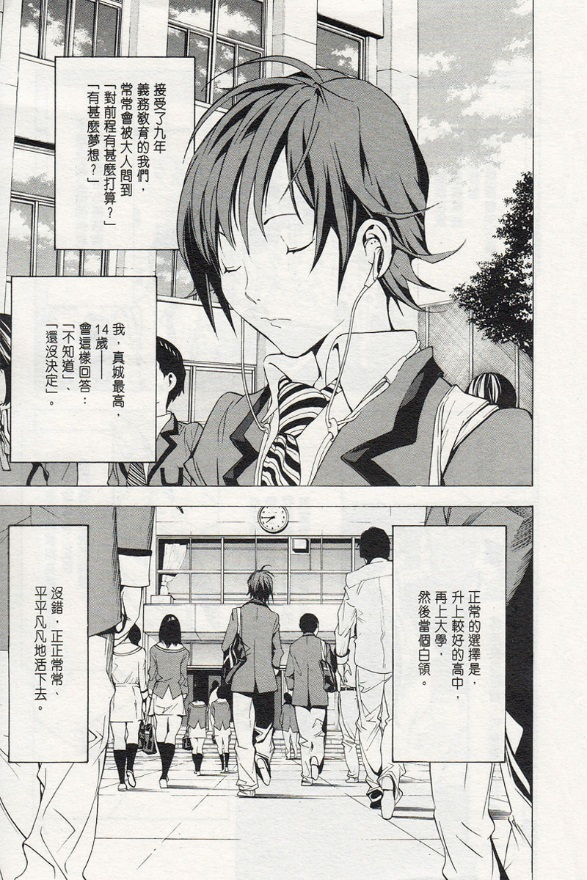 接受了九年
義務教育的我們，
常常會被大人問到
「對前程有甚麼打算？」
「有甚麼夢想？」
我，真城最高，
14歲——
會這樣回答：
「不知道」、
「還沒決定」。
正常的選擇是，
升上較好的高中，
再上大學，
然後當個白領。
沒錯，正正常常、
平平凡凡地活下去。